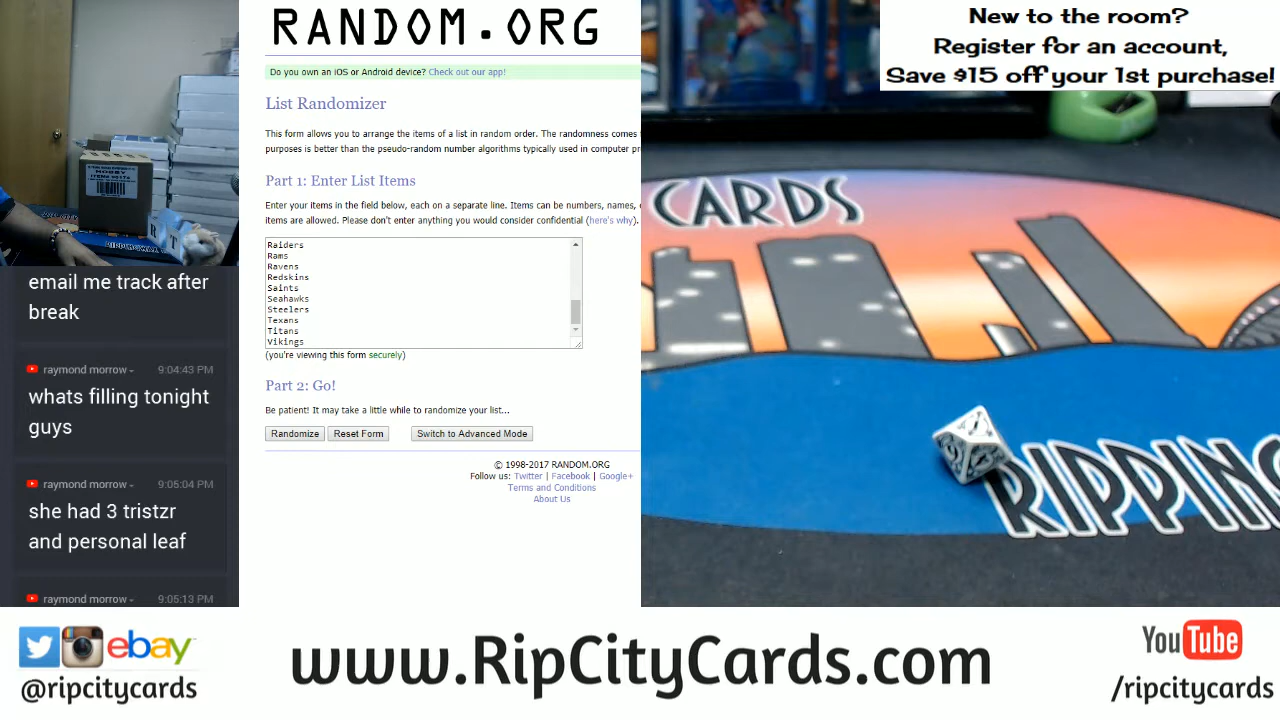 New to the room?
Register for an account,
Save $15 off your 1st purchase!
RANDOM.ORG
Do you own an iOS or Android device? Check out our app!
List Randomizer
This form allows you to arrange the items of a list in random order. The randomness comes
purposes is better than the pseudo-random number algorithms typically used in computer
Part 1: Enter List Items
Enter your items in the field below, each on a separate line. Items can be numbers, names,
items are allowed. Please don't enter anything you would consider confidential (here's why).
Raiders
Rams
Ravens
Redskins
Saints
Seahawks
Steelers
Texans
Titans
Vikings
(you're viewing this form securely)
Part 2: Go!
Be patient! It may take a little while to randomize your list...
Randomize
Reset Form
Switch to Advanced Mode
© 1998-2017 RANDOM.ORG
Follow us: Twitter | Facebook | Google+
Terms and Conditions
About Us
HOBBY
email me track after
break
raymond morrow
9:04:43 PM
whats filling tonight
guys
raymond morrow
9:05:04 PM
she had 3 tristzr
and personal leaf
raymond morrow
9:05:13 PM
CARDS
RIPPING
ebay
@ripcitycards
www.RipCityCards.com
YouTube
/ripcitycards